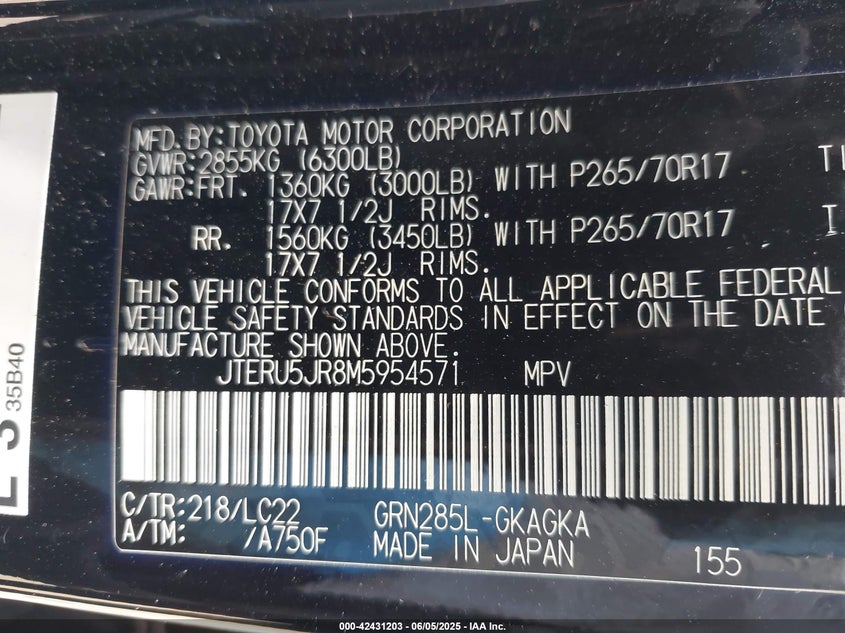 MFD.BY:TOYOTA MOTOR CORPORATION
GVWR:2855KG (6300LB)
GAWR:FRT. 1360KG (3000LB) WITH P265/70R17
17X7 1/2J RIMS.
RR. 1560KG (3450LB) WITH P265/70R17
17X7 1/2J RIMS.
THIS VEHICLE CONFORMS TO ALL APPLICABLE FEDERAL
VEHICLE SAFETY STANDARDS IN EFFECT ON THE DATE
MANUFACTURE SHOWN ABOVE.
JTERU5JR8M5954571 MPV
C/TR:218/LC22 GRN285L-GKAGKA
A/TM: /A750F MADE IN JAPAN 155
35B40
000-42431203 - 06/05/2025 - IAA Inc.